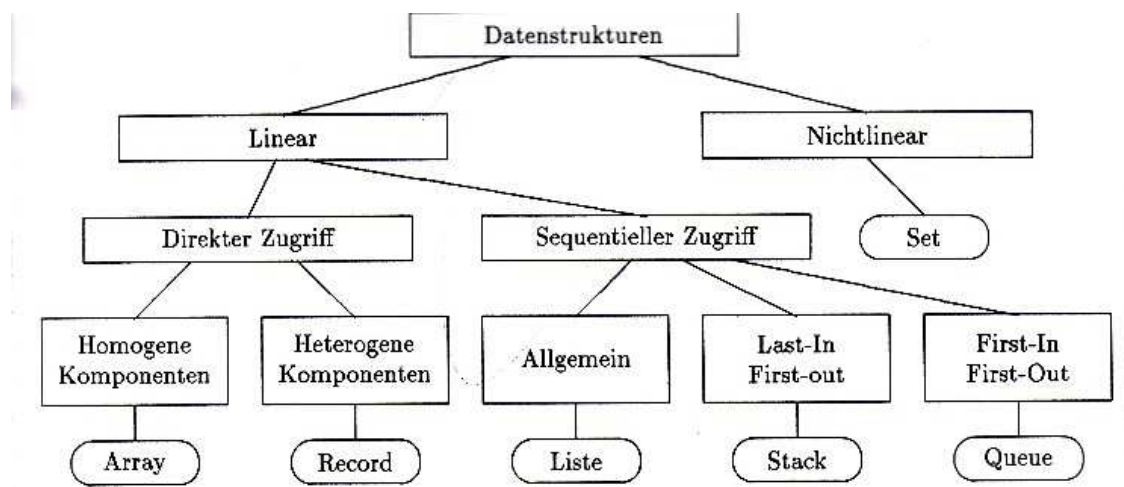 Datenstrukturen
Linear
Nichtlinear
Direkter Zugriff
Sequentieller Zugriff
Set
Homogene
Komponenten
Heterogene
Komponenten
Allgemein
Last-In
First-out
First-In
First-Out
Array
Record
Liste
Stack
Queue